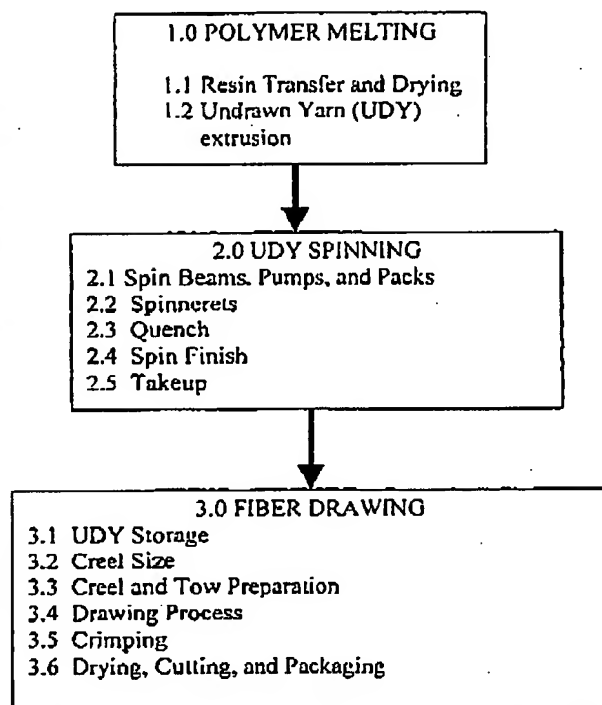 1.0 POLYMER MELTING
1.1 Resin Transfer and Drying
1.2 Undrawn Yarn (UDY)
extrusion
2.0 UDY SPINNING
2.1 Spin Beams, Pumps, and Packs
2.2 Spinnerets
2.3 Quench
2.4 Spin Finish
2.5 Takeup
3.0 FIBER DRAWING
3.1 UDY Storage
3.2 Creel Size
3.3 Creel and Tow Preparation
3.4 Drawing Process
3.5 Crimping
3.6 Drying, Cutting, and Packaging